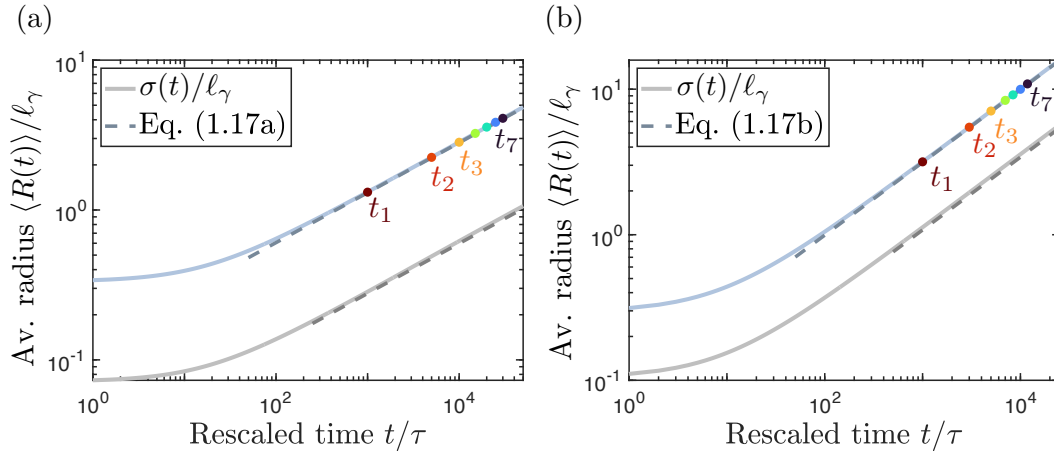 (a)
(b)
Av. radius ⟨R(t)⟩/ℓ_γ
10^1
10^0
10^-1
σ(t)/ℓ_γ
Eq. (1.17a)
t_1
t_2
t_3
t_7
10^0
10^2
10^4
Rescaled time t/τ
Av. radius ⟨R(t)⟩/ℓ_γ
10^1
10^0
10^-1
σ(t)/ℓ_γ
Eq. (1.17b)
t_1
t_2
t_3
t_7
10^0
10^2
10^4
Rescaled time t/τ